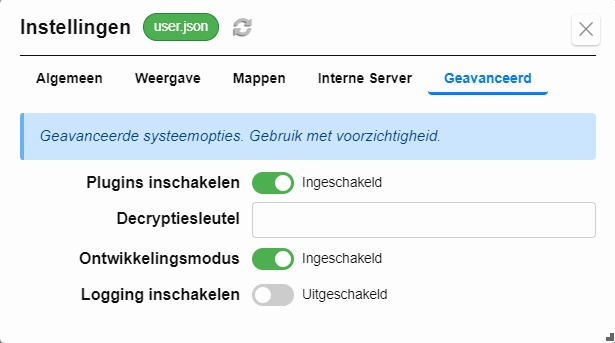 Instellingen user.json
Algemeen Weergave Mappen Interne Server Geavanceerd
Geavanceerde systeemopties. Gebruik met voorzichtigheid.
Plugins inschakelen Ingeschakeld
Decryptiesleutel
Ontwikkelingsmodus Ingeschakeld
Logging inschakelen Uitgeschakeld